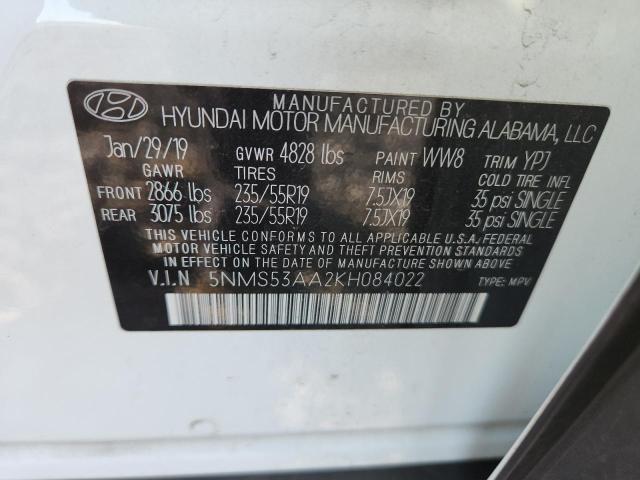 MANUFACTURED BY
HYUNDAI MOTOR MANUFACTURING ALABAMA, LLC
Jan/29/19 GVWR 4828 lbs PAINT WW8 TRIM YPJ
GAWR TIRES RIMS COLD TIRE INFL
FRONT 2866 lbs 235/55R19 7.5JX19 35 psi SINGLE
REAR 3075 lbs 235/55R19 7.5JX19 35 psi SINGLE
THIS VEHICLE CONFORMS TO ALL APPLICABLE U.S.A. FEDERAL
MOTOR VEHICLE SAFETY AND THEFT PREVENTION STANDARDS
IN EFFECT ON THE DATE OF MANUFACTURE SHOWN ABOVE.
V.I.N 5NMS53AA2KH084022 TYPE: MPV